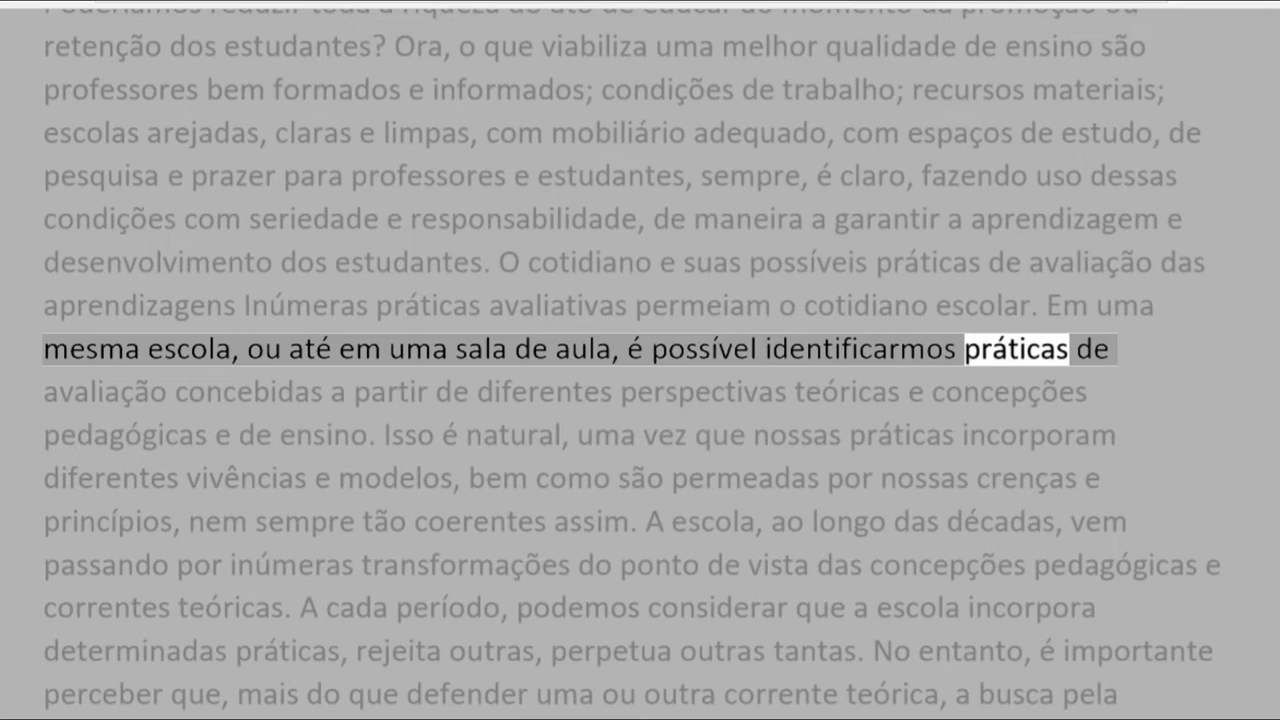 retenção dos estudantes? Ora, o que viabiliza uma melhor qualidade de ensino são
professores bem formados e informados; condições de trabalho; recursos materiais;
escolas arejadas, claras e limpas, com mobiliário adequado, com espaços de estudo, de
pesquisa e prazer para professores e estudantes, sempre, é claro, fazendo uso dessas
condições com seriedade e responsabilidade, de maneira a garantir a aprendizagem e
desenvolvimento dos estudantes. O cotidiano e suas possíveis práticas de avaliação das
aprendizagens Inúmeras práticas avaliativas permeiam o cotidiano escolar. Em uma
mesma escola, ou até em uma sala de aula, é possível identificarmos práticas de
avaliação concebidas a partir de diferentes perspectivas teóricas e concepções
pedagógicas e de ensino. Isso é natural, uma vez que nossas práticas incorporam
diferentes vivências e modelos, bem como são permeadas por nossas crenças e
princípios, nem sempre tão coerentes assim. A escola, ao longo das décadas, vem
passando por inúmeras transformações do ponto de vista das concepções pedagógicas e
correntes teóricas. A cada período, podemos considerar que a escola incorpora
determinadas práticas, rejeita outras, perpetua outras tantas. No entanto, é importante
perceber que, mais do que defender uma ou outra corrente teórica, a busca pela